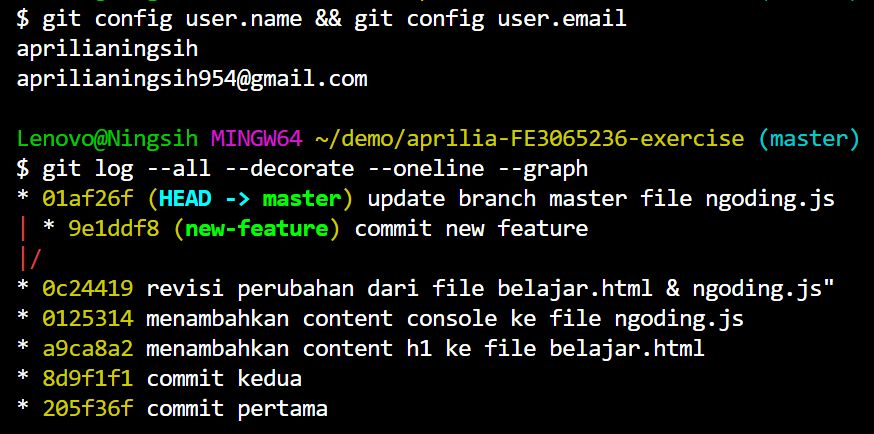 $ git config user.name && git config user.email
aprilianingsih
aprilianingsih954@gmail.com
Lenovo@Ningsih MINGW64 ~/demo/aprilia-FE3065236-exercise (master)
$ git log --all --decorate --oneline --graph
* 01af26f (HEAD -> master) update branch master file ngoding.js
| * 9e1ddf8 (new-feature) commit new feature
|/
* 0c24419 revisi perubahan dari file belajar.html & ngoding.js"
* 0125314 menambahkan content console ke file ngoding.js
* a9ca8a2 menambahkan content h1 ke file belajar.html
* 8d9f1f1 commit kedua
* 205f36f commit pertama